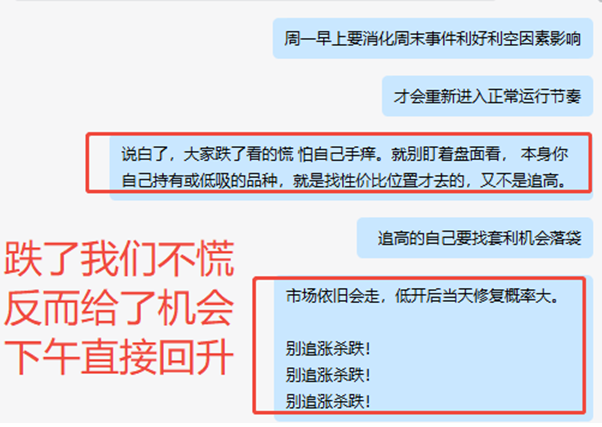 周一早上要消化周末事件利好利空因素影响
才会重新进入正常运行节奏
说白了，大家跌了看的慌 怕自己手痒。就别盯着盘面看， 本身你
自己持有或低吸的品种，就是找性价比位置才去的，又不是追高。
追高的自己要找套利机会落袋
跌了我们不慌
反而给了机会
下午直接回升
市场依旧会走，低开后当天修复概率大。
别追涨杀跌！
别追涨杀跌！
别追涨杀跌！